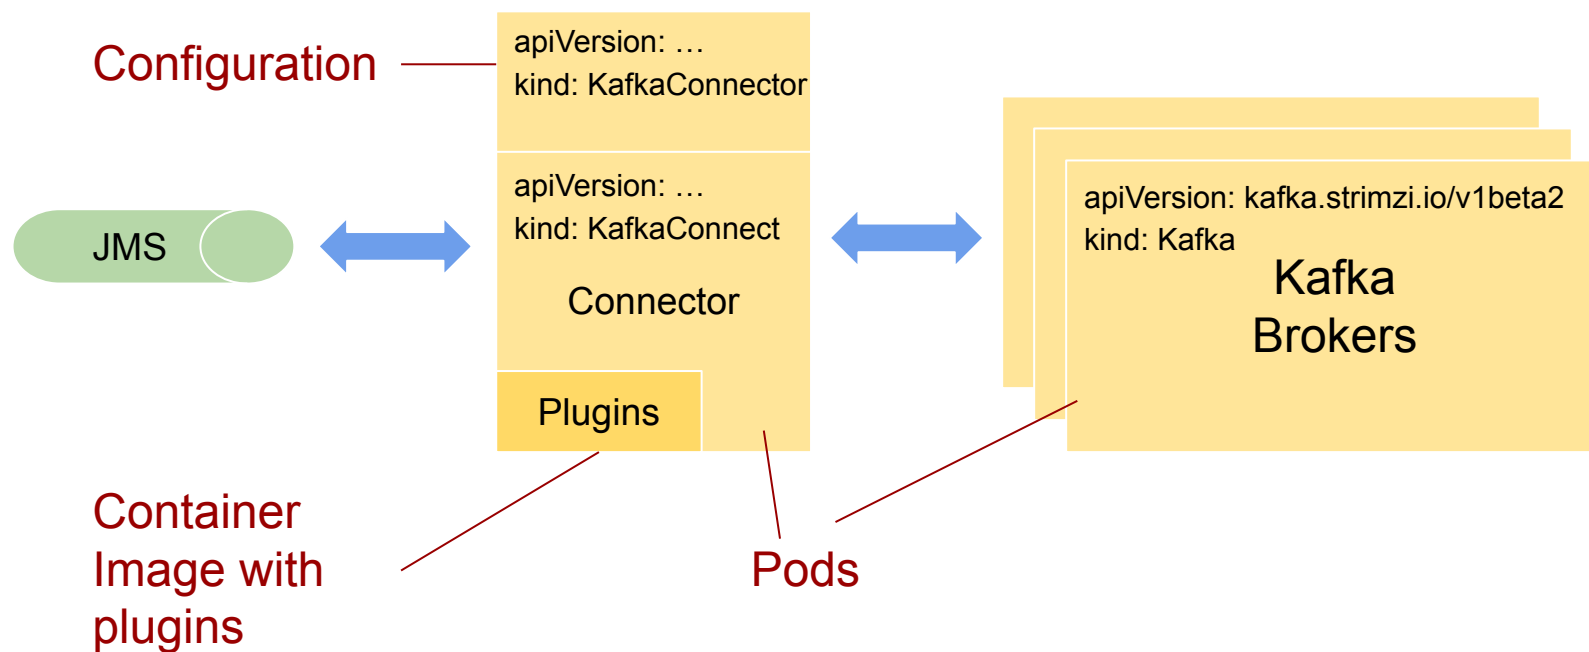 Configuration
apiVersion: …
kind: KafkaConnector
JMS
apiVersion: …
kind: KafkaConnect
Connector
Plugins
apiVersion: kafka.strimzi.io/v1beta2
kind: Kafka
Kafka
Brokers
Container
Image with
plugins
Pods